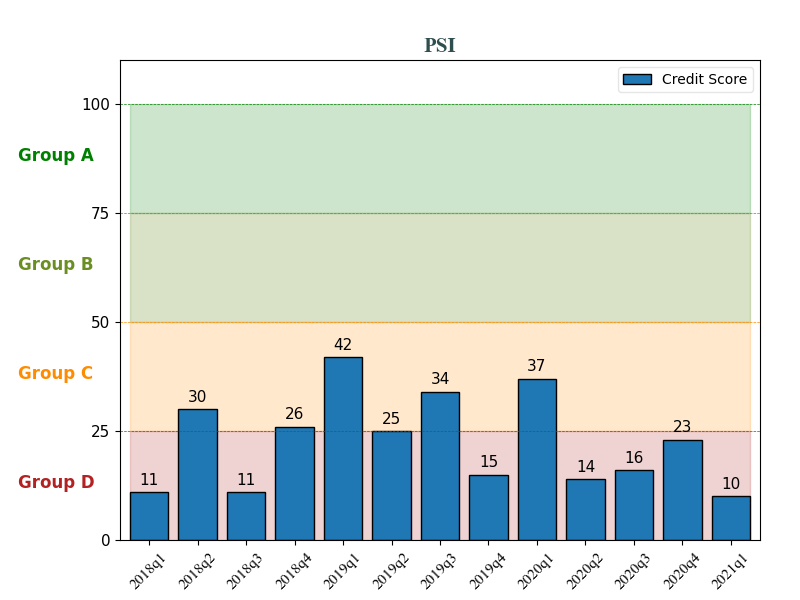 PSI
Credit Score
100
Group A
75
Group B
50
Group C
25
Group D
0
11
30
11
26
42
25
34
15
37
14
16
23
10
2018q1
2018q2
2018q3
2018q4
2019q1
2019q2
2019q3
2019q4
2020q1
2020q2
2020q3
2020q4
2021q1